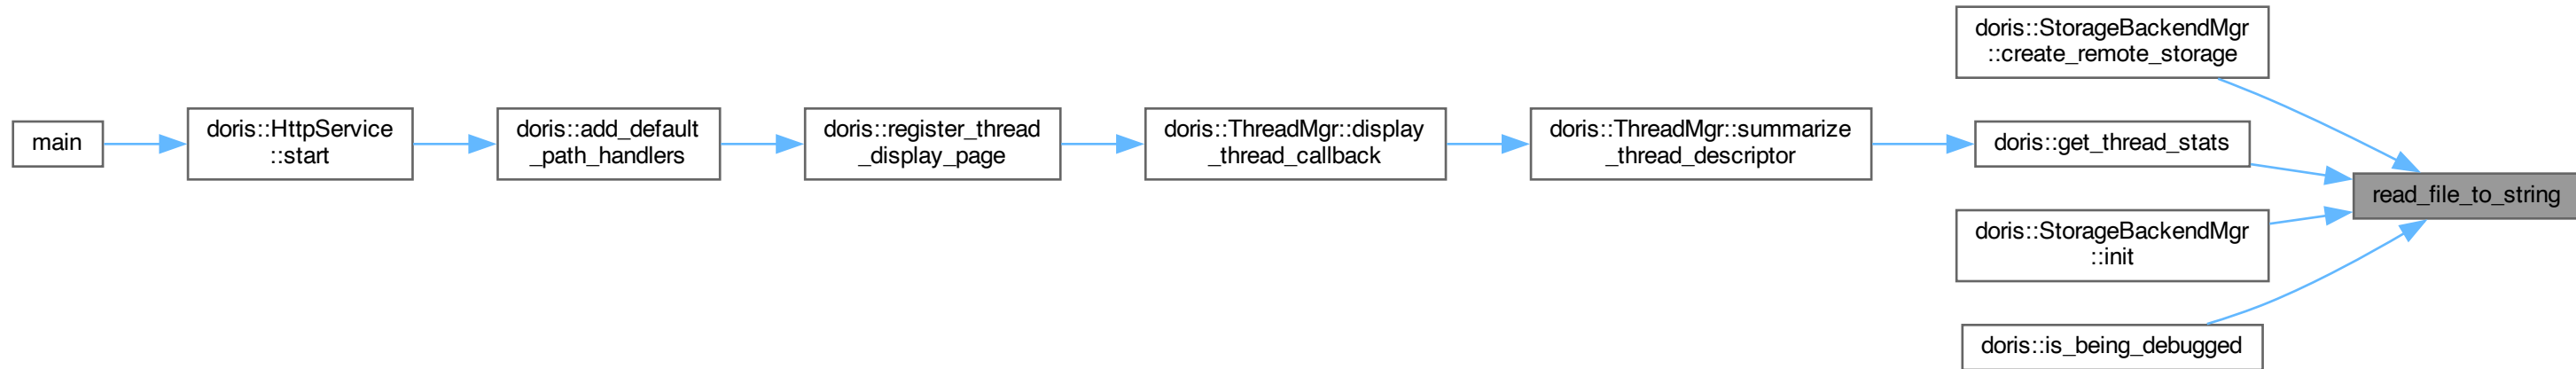 main
doris::HttpService
::start
doris::add_default
_path_handlers
doris::register_thread
_display_page
doris::ThreadMgr::display
_thread_callback
doris::ThreadMgr::summarize
_thread_descriptor
doris::StorageBackendMgr
::create_remote_storage
doris::get_thread_stats
doris::StorageBackendMgr
::init
doris::is_being_debugged
read_file_to_string